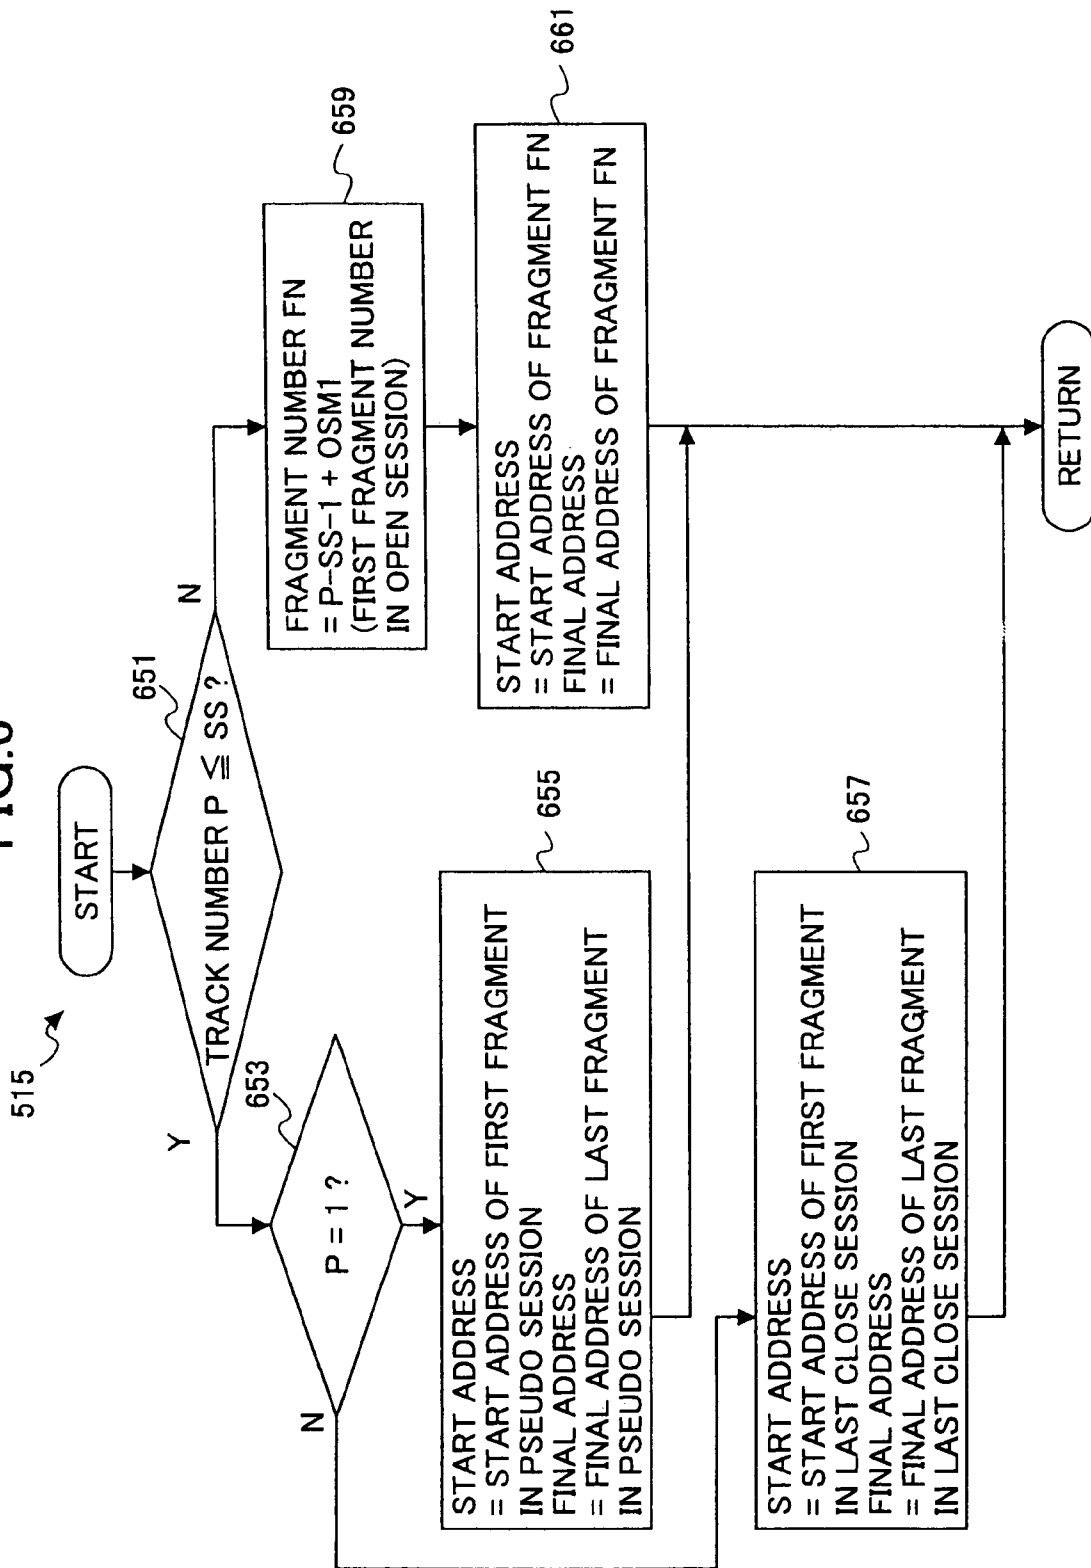 515
START
651
TRACK NUMBER P ≦ SS ?
Y
N
653
P = 1 ?
N
Y
655
START ADDRESS
= START ADDRESS OF FIRST FRAGMENT
IN PSEUDO SESSION
FINAL ADDRESS
= FINAL ADDRESS OF LAST FRAGMENT
IN PSEUDO SESSION
657
START ADDRESS
= START ADDRESS OF FIRST FRAGMENT
IN LAST CLOSE SESSION
FINAL ADDRESS
= FINAL ADDRESS OF LAST FRAGMENT
IN LAST CLOSE SESSION
659
FRAGMENT NUMBER FN
= P-SS-1 + OSM1
(FIRST FRAGMENT NUMBER
IN OPEN SESSION)
661
START ADDRESS
= START ADDRESS OF FRAGMENT FN
FINAL ADDRESS
= FINAL ADDRESS OF FRAGMENT FN
RETURN